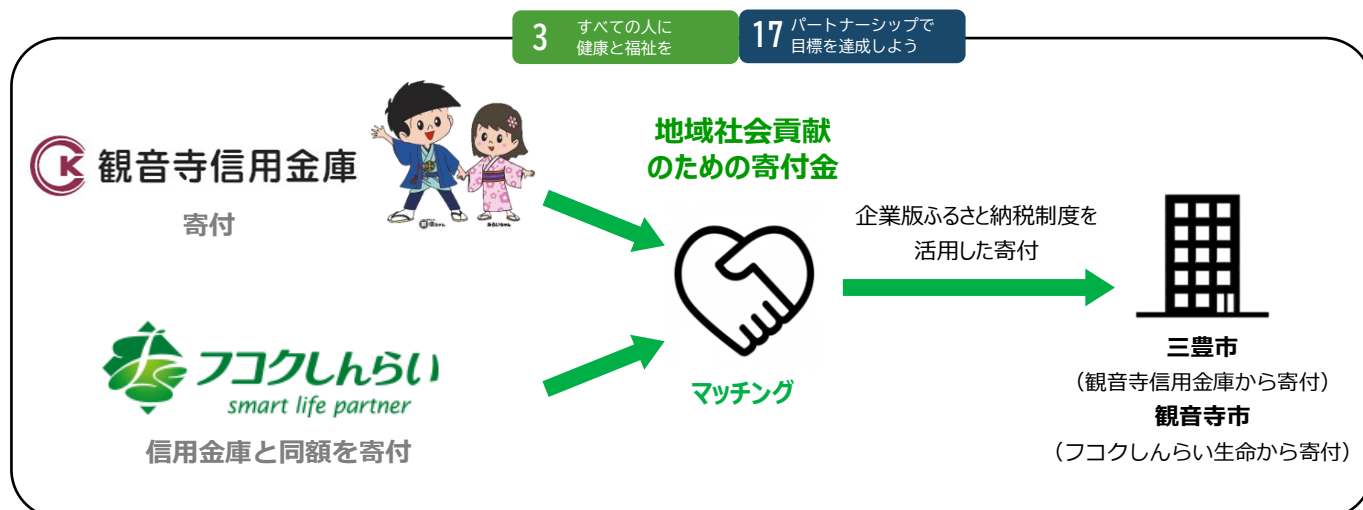 3
すべての人に
健康と福祉を
17
パートナーシップで
目標を達成しよう
観音寺信用金庫
寄付
みらいちゃん
地域社会貢献
のための寄付金
マッチング
フコクしんらい
smart life partner
信用金庫と同額を寄付
企業版ふるさと納税制度を
活用した寄付
三豊市
（観音寺信用金庫から寄付）
観音寺市
（フコクしんらい生命から寄付）